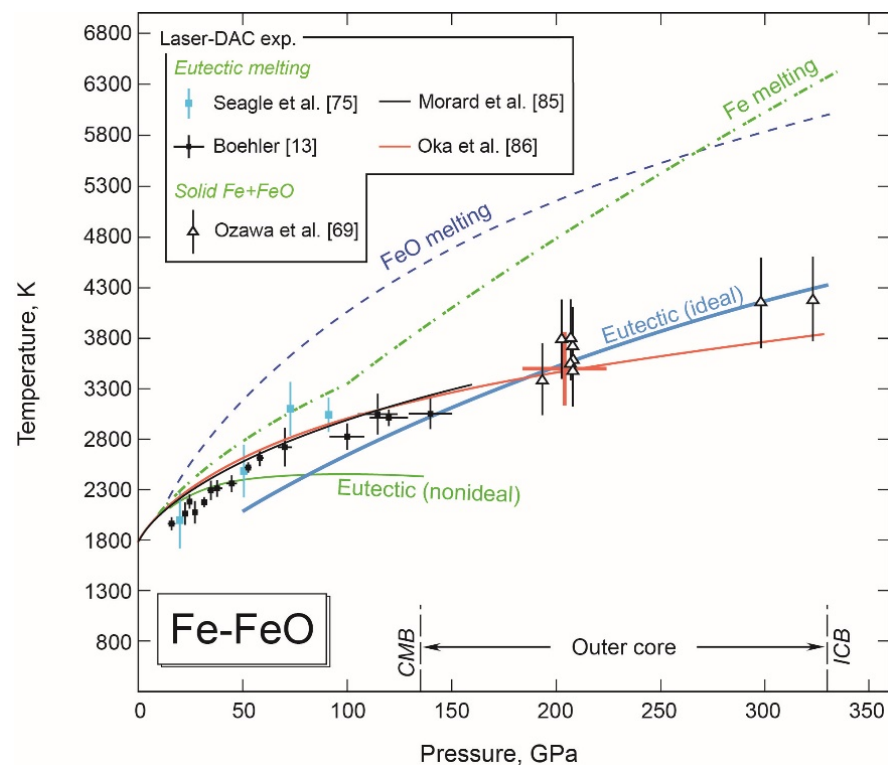 6800
6300
5800
5300
4800
4300
3800
3300
2800
2300
1800
1300
800
Temperature, K
Laser-DAC exp.
Eutectic melting
Seagle et al. [75]
Morard et al. [85]
Boehler [13]
Oka et al. [86]
Solid Fe+FeO
Ozawa et al. [69]
Fe melting
FeO melting
Eutectic (ideal)
Eutectic (nonideal)
Fe-FeO
CMB
Outer core
ICB
0
50
100
150
200
250
300
350
Pressure, GPa